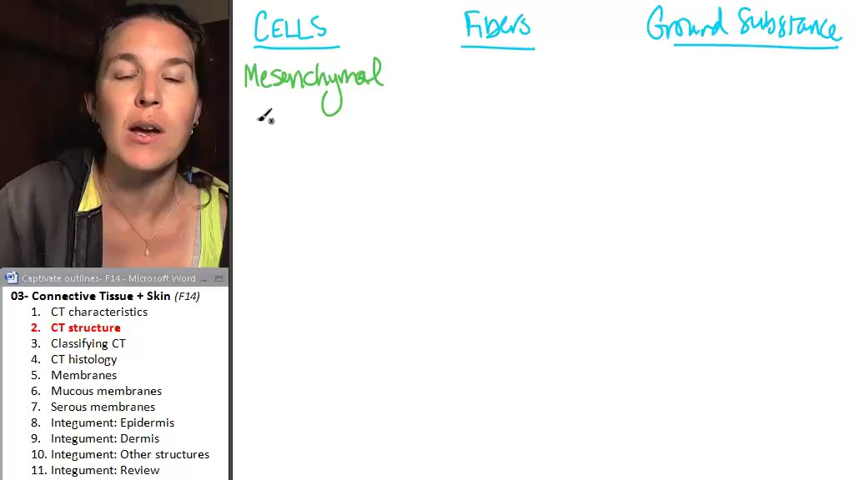 CELLS Fibers Ground Substance
Mesenchymal
Captivate outlines- F14 - Microsoft Word
03- Connective Tissue + Skin (F14)
1. CT characteristics
2. CT structure
3. Classifying CT
4. CT histology
5. Membranes
6. Mucous membranes
7. Serous membranes
8. Integument: Epidermis
9. Integument: Dermis
10. Integument: Other structures
11. Integument: Review